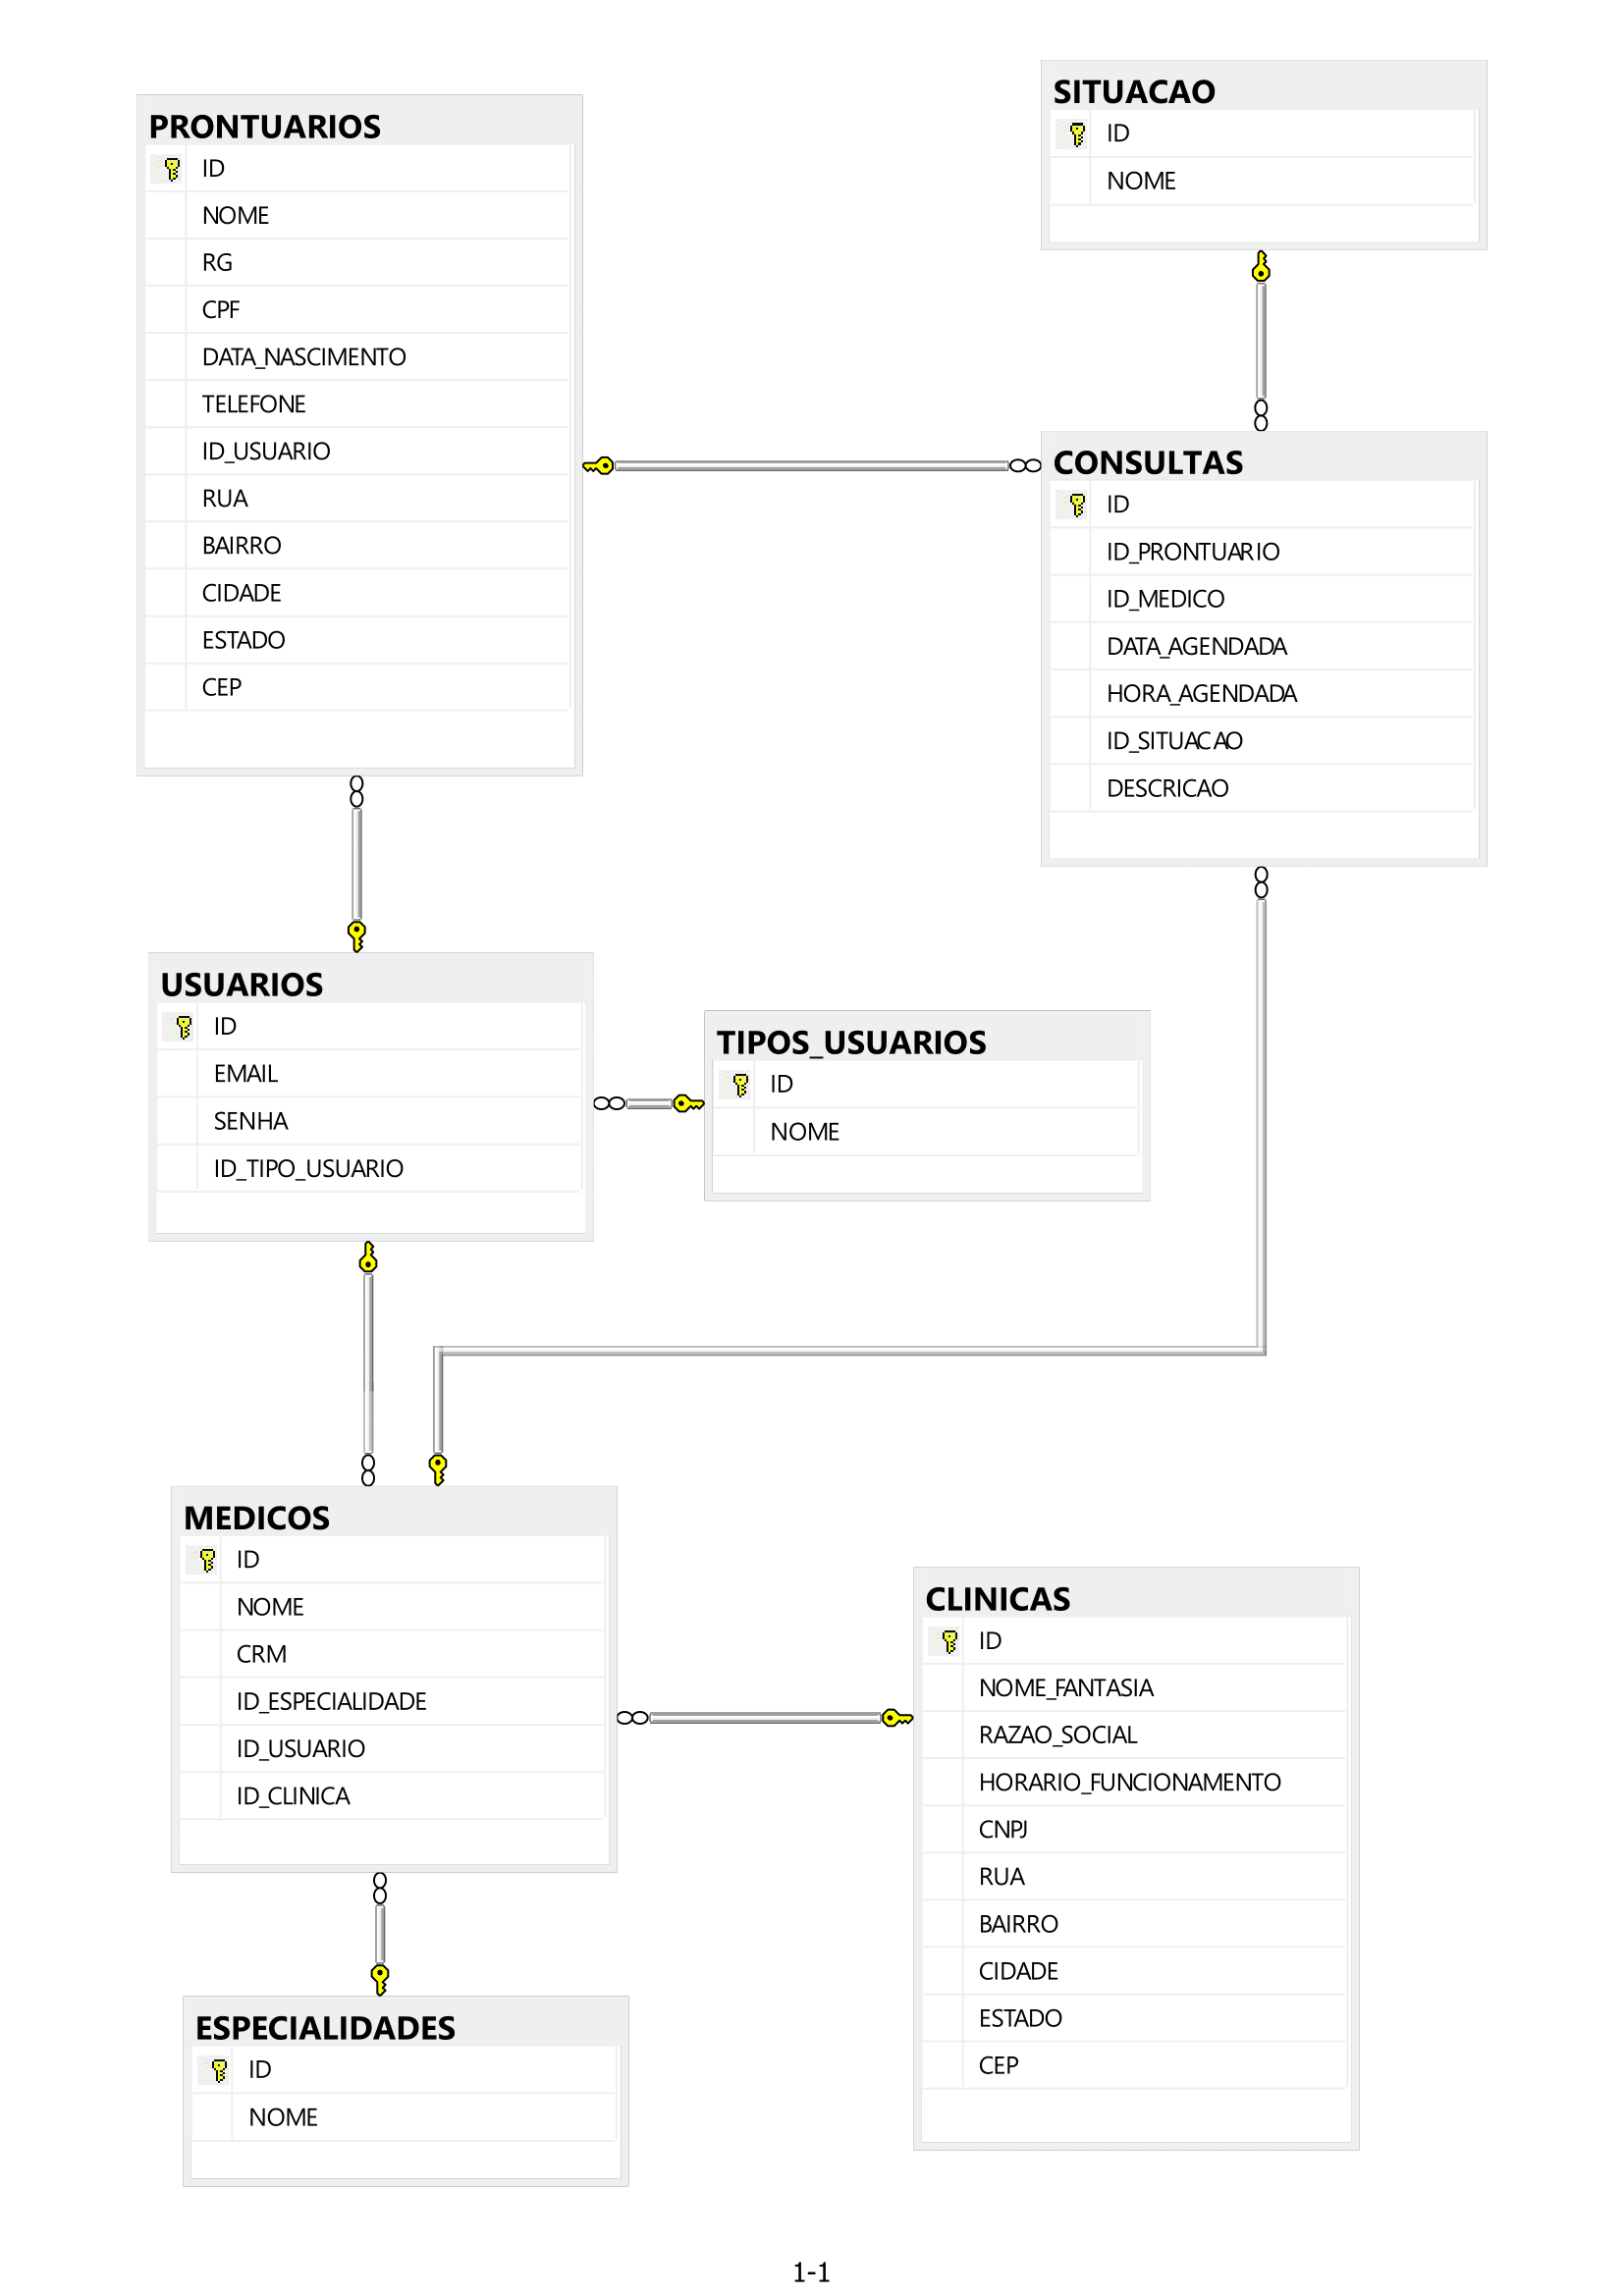 PRONTUARIOS
ID
NOME
RG
CPF
DATA_NASCIMENTO
TELEFONE
ID_USUARIO
RUA
BAIRRO
CIDADE
ESTADO
CEP
SITUACAO
ID
NOME
CONSULTAS
ID
ID_PRONTUARIO
ID_MEDICO
DATA_AGENDADA
HORA_AGENDADA
ID_SITUACAO
DESCRICAO
USUARIOS
ID
EMAIL
SENHA
ID_TIPO_USUARIO
TIPOS_USUARIOS
ID
NOME
MEDICOS
ID
NOME
CRM
ID_ESPECIALIDADE
ID_USUARIO
ID_CLINICA
CLINICAS
ID
NOME_FANTASIA
RAZAO_SOCIAL
HORARIO_FUNCIONAMENTO
CNPJ
RUA
BAIRRO
CIDADE
ESTADO
CEP
ESPECIALIDADES
ID
NOME
1-1